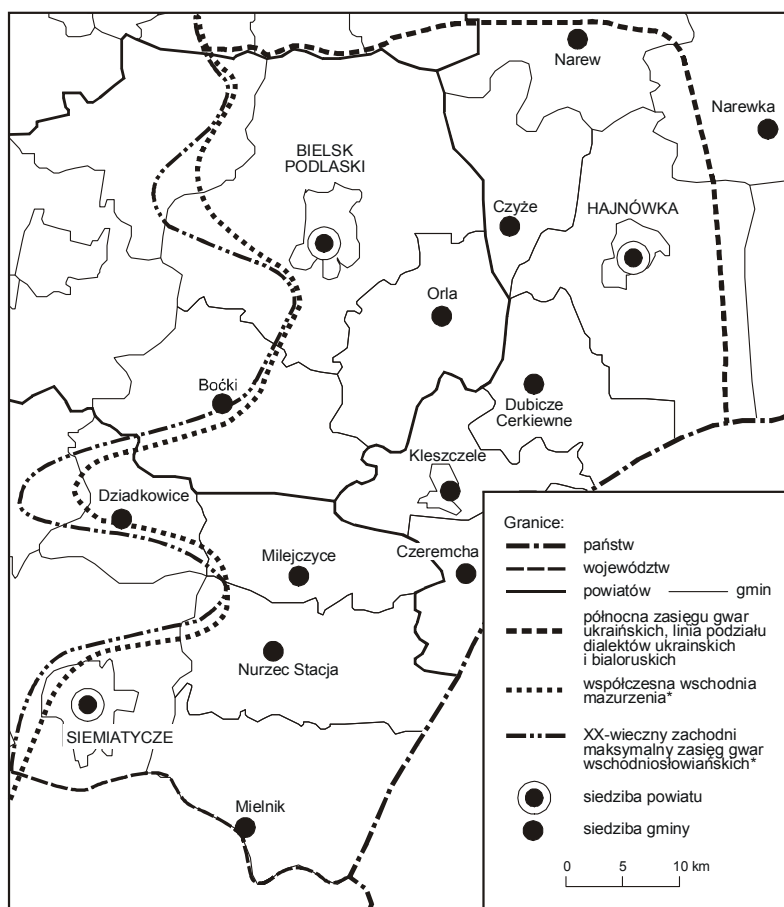 Narew
Narewka
BIELSK
PODLASKI
Czyże
HAJNÓWKA
Orla
Boćki
Dubicze
Cerkiewne
Kleszczele
Dziadkowice
Milejczyce
Czeremcha
Nurzec Stacja
SIEMIATYCZE
Mielnik
Granice:
państw
województw
powiatów
gmin
północna zasięgu gwar
ukraińskich, linia podziału
dialektów ukrainskich
i bialoruskich
współczesna wschodnia
mazurzenia*
XX-wieczny zachodni
maksymalny zasięg gwar
wschodniosłowiańskich*
siedziba powiatu
siedziba gminy
0 5 10 km